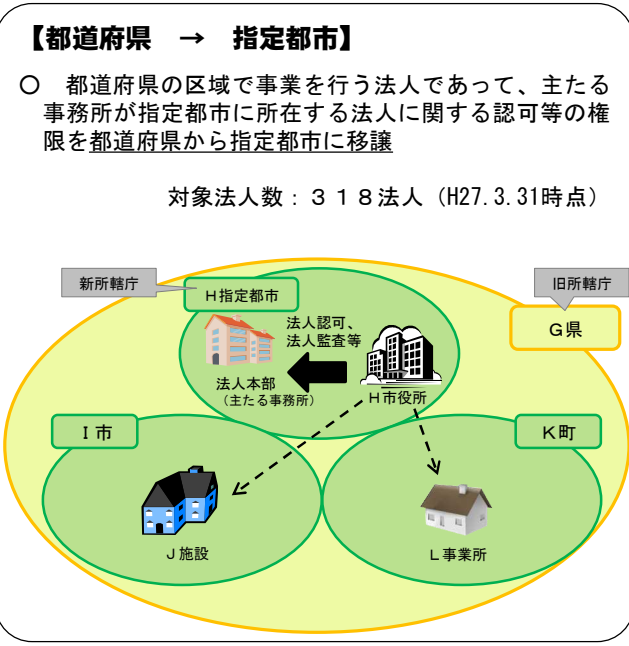 【都道府県　→　指定都市】
○　都道府県の区域で事業を行う法人であって、主たる
事務所が指定都市に所在する法人に関する認可等の権
限を都道府県から指定都市に移譲
対象法人数：３１８法人（H27.3.31時点）
新所轄庁
旧所轄庁
Ｈ指定都市
Ｇ県
法人認可、
法人監査等
法人本部
（主たる事務所）
Ｈ市役所
Ｉ市
Ｋ町
Ｊ施設
Ｌ事業所